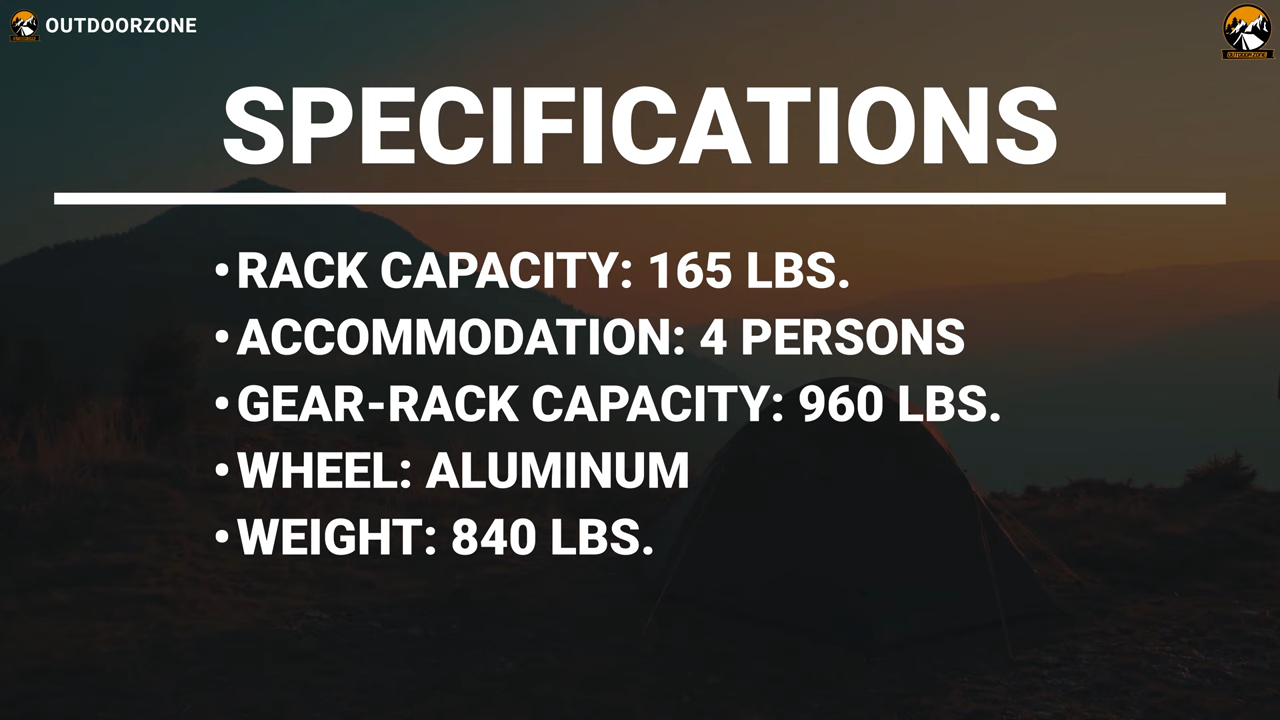 OUTDOORZONE
OUTDOORZONE
SPECIFICATIONS
•RACK CAPACITY: 165 LBS.
•ACCOMMODATION: 4 PERSONS
•GEAR-RACK CAPACITY: 960 LBS.
•WHEEL: ALUMINUM
•WEIGHT: 840 LBS.